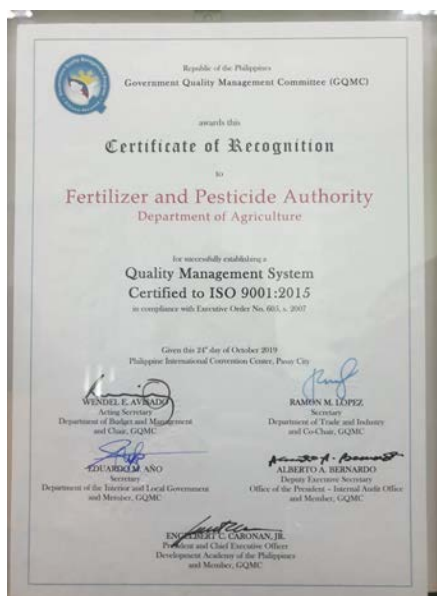 Republic of the Philippines
Government Quality Management Committee (GQMC)
awards this
Certificate of Recognition
to
Fertilizer and Pesticide Authority
Department of Agriculture
for successfully establishing a
Quality Management System
Certified to ISO 9001:2015
in compliance with Executive Order No. 605, s. 2007
Given this 24th day of October 2019
Philippine International Convention Center, Pasay City
WENDEL E. AVISADO
Acting Secretary
Department of Budget and Management
and Chair, GQMC
RAMON M. LOPEZ
Secretary
Department of Trade and Industry
and Co-Chair, GQMC
EDUARDO M. AÑO
Secretary
Department of the Interior and Local Government
and Member, GQMC
ALBERTO A. BERNARDO
Deputy Executive Secretary
Office of the President – Internal Audit Office
and Member, GQMC
ENGELBERT C. CARONAN, JR.
President and Chief Executive Officer
Development Academy of the Philippines
and Member, GQMC